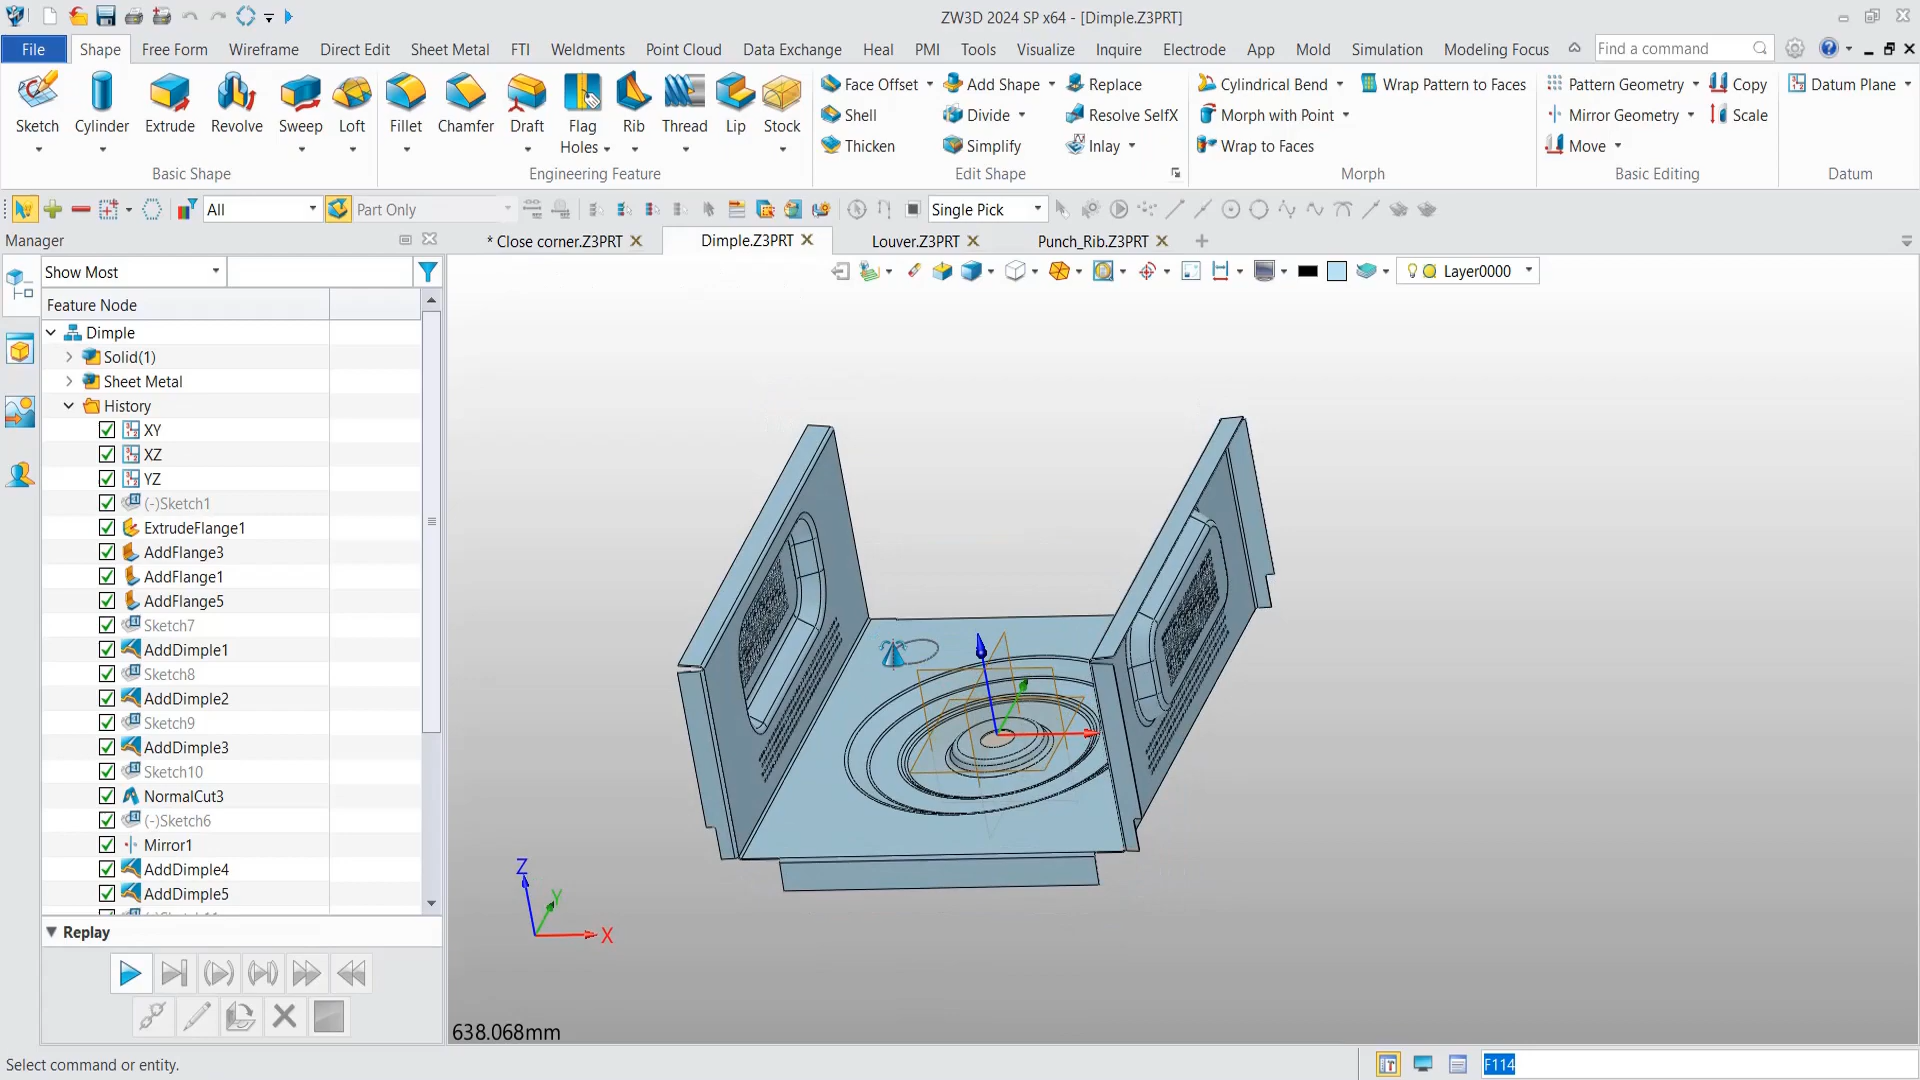 ZW3D 2024 SP x64 - [Dimple.Z3PRT]
File Shape Free Form Wireframe Direct Edit Sheet Metal FTI Weldments Point Cloud Data Exchange Heal PMI Tools Visualize Inquire Electrode App Mold Simulation Modeling Focus Find a command
Sketch Cylinder Extrude Revolve Sweep Loft
Basic Shape
Fillet Chamfer Draft Flag Holes Rib Thread Lip Stock
Engineering Feature
Face Offset Add Shape Replace
Shell Divide Resolve SelfX
Thicken Simplify Inlay
Edit Shape
Cylindrical Bend Wrap Pattern to Faces
Morph with Point
Wrap to Faces
Morph
Pattern Geometry Copy
Mirror Geometry Scale
Move
Basic Editing
Datum Plane
Datum
All Part Only Single Pick
Manager
* Close corner.Z3PRT Dimple.Z3PRT Louver.Z3PRT Punch_Rib.Z3PRT
Show Most
Layer0000
Feature Node
Dimple
Solid(1)
Sheet Metal
History
XY
XZ
YZ
(-)Sketch1
ExtrudeFlange1
AddFlange3
AddFlange1
AddFlange5
Sketch7
AddDimple1
Sketch8
AddDimple2
Sketch9
AddDimple3
Sketch10
NormalCut3
(-)Sketch6
Mirror1
AddDimple4
AddDimple5
Replay
Z
Y
X
638.068mm
Select command or entity.
F114